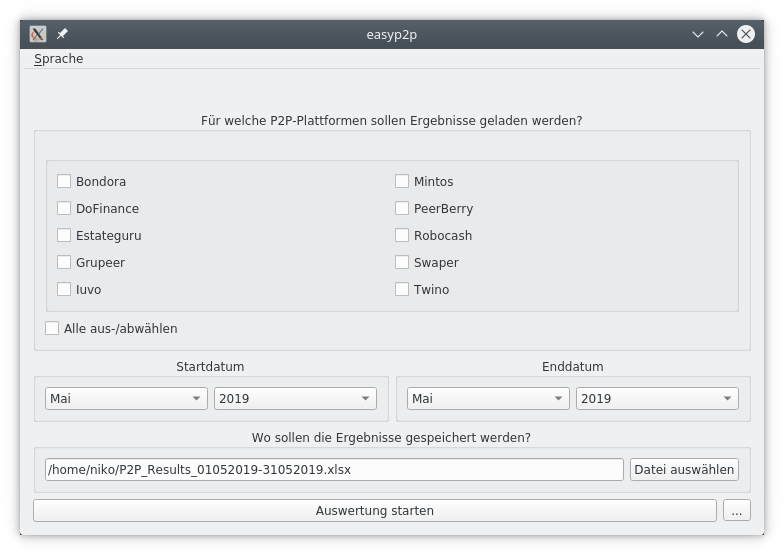 easyp2p
Sprache
Für welche P2P-Plattformen sollen Ergebnisse geladen werden?
Bondora
Mintos
DoFinance
PeerBerry
Estateguru
Robocash
Grupeer
Swaper
Iuvo
Twino
Alle aus-/abwählen
Startdatum
Enddatum
Mai
2019
Mai
2019
Wo sollen die Ergebnisse gespeichert werden?
/home/niko/P2P_Results_01052019-31052019.xlsx
Datei auswählen
Auswertung starten
...